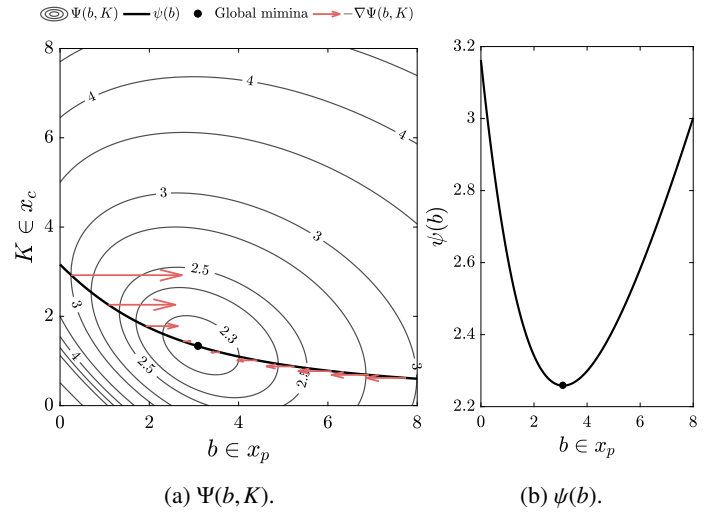 Ψ(b, K) ψ(b) Global mimina −∇Ψ(b, K)
8
6
4
2
0
K ∈ x_c
4
4
4
4
3
3
3
2.5
2.3
2.5
2.5
3
4
0 2 4 6 8
b ∈ x_p
(a) Ψ(b, K).
3.2
3
2.8
2.6
2.4
2.2
ψ(b)
0 2 4 6 8
b ∈ x_p
(b) ψ(b).